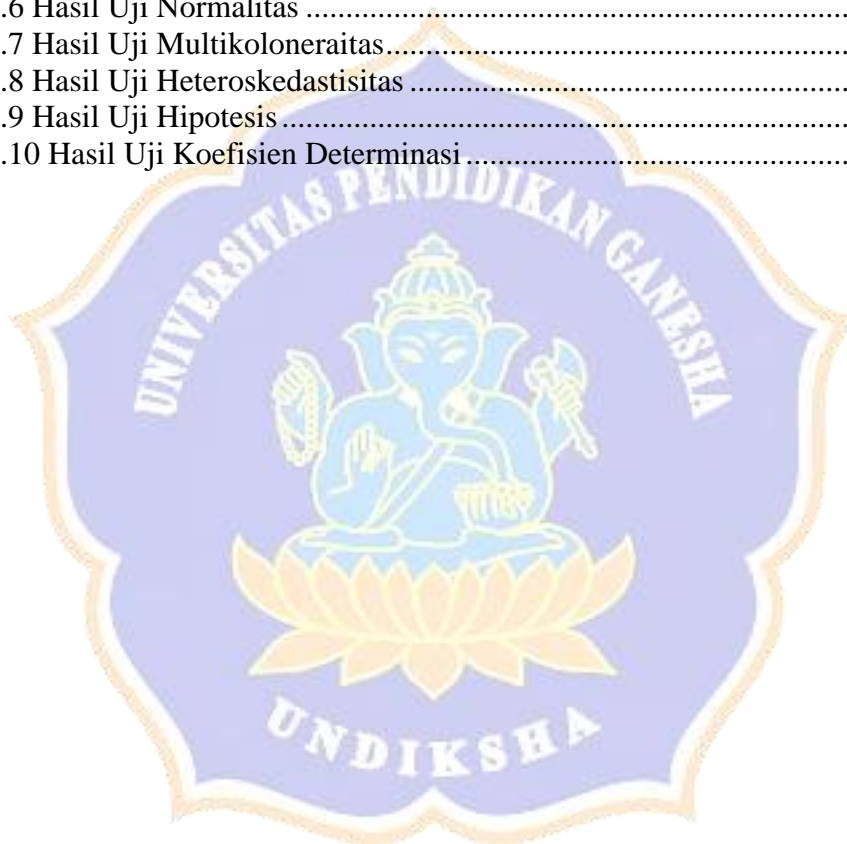 .6 Hasil Uji Normalitas ..........................................................................
.7 Hasil Uji Multikoloneraitas................................................................
.8 Hasil Uji Heteroskedastisitas .............................................................
.9 Hasil Uji Hipotesis .............................................................................
.10 Hasil Uji Koefisien Determinasi ......................................................
UNIVERSITAS PENDIDIKAN GANESHA
UNDIKSHA